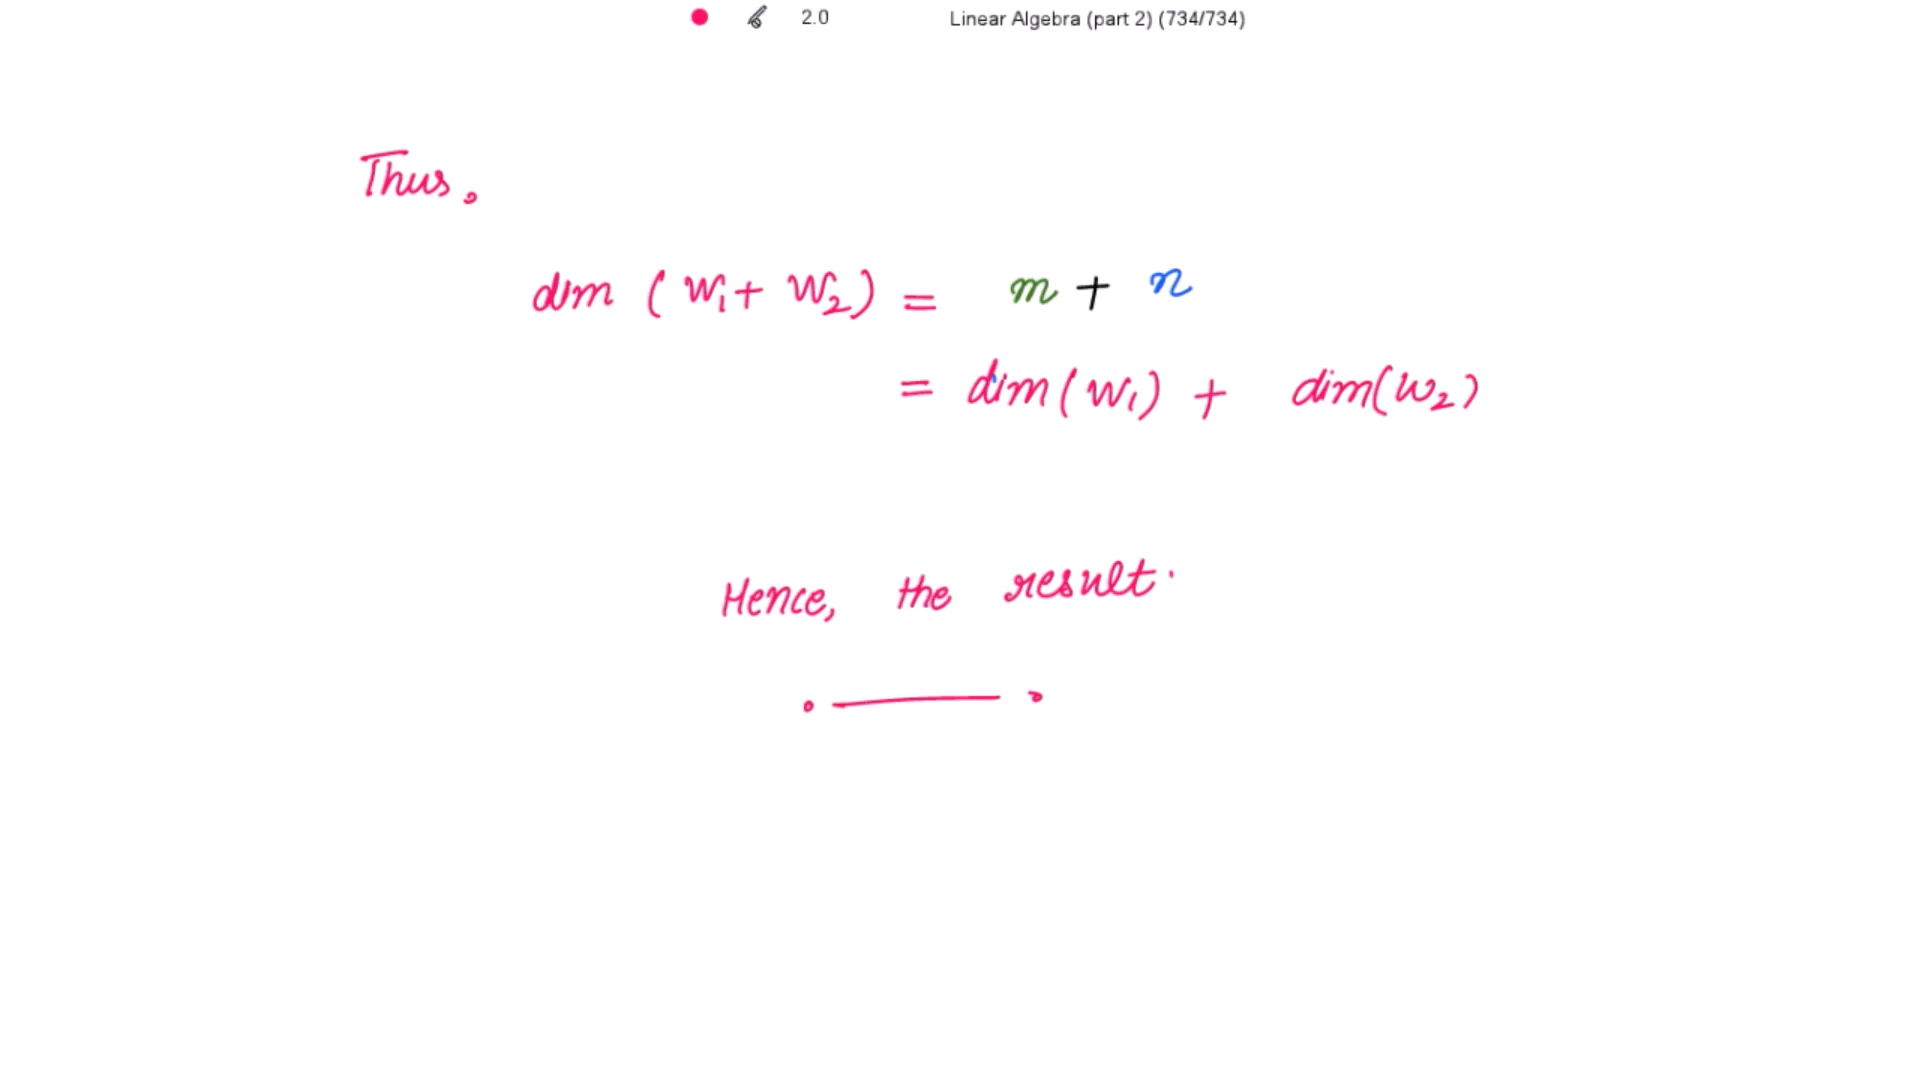 2.0 Linear Algebra (part 2) (734/734)
Thus,
dim (W₁+ W₂) = m + n
= dim(W₁) + dim(W₂)
Hence, the result.